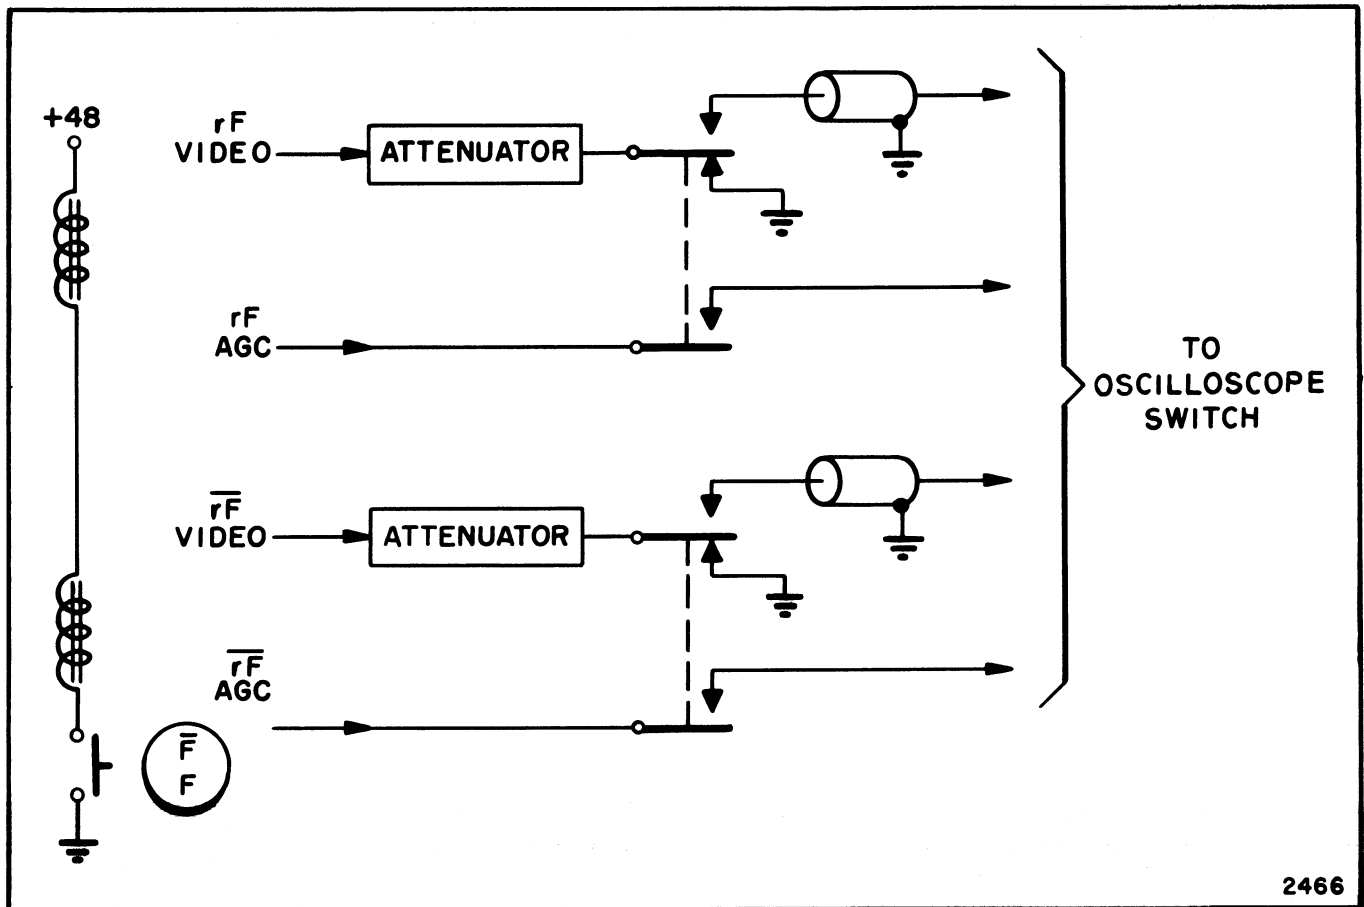 +48
rF
VIDEO
ATTENUATOR
rF
AGC
TO
OSCILLOSCOPE
SWITCH
r̅F̅
VIDEO
ATTENUATOR
r̅F̅
AGC
F̅
F
2466